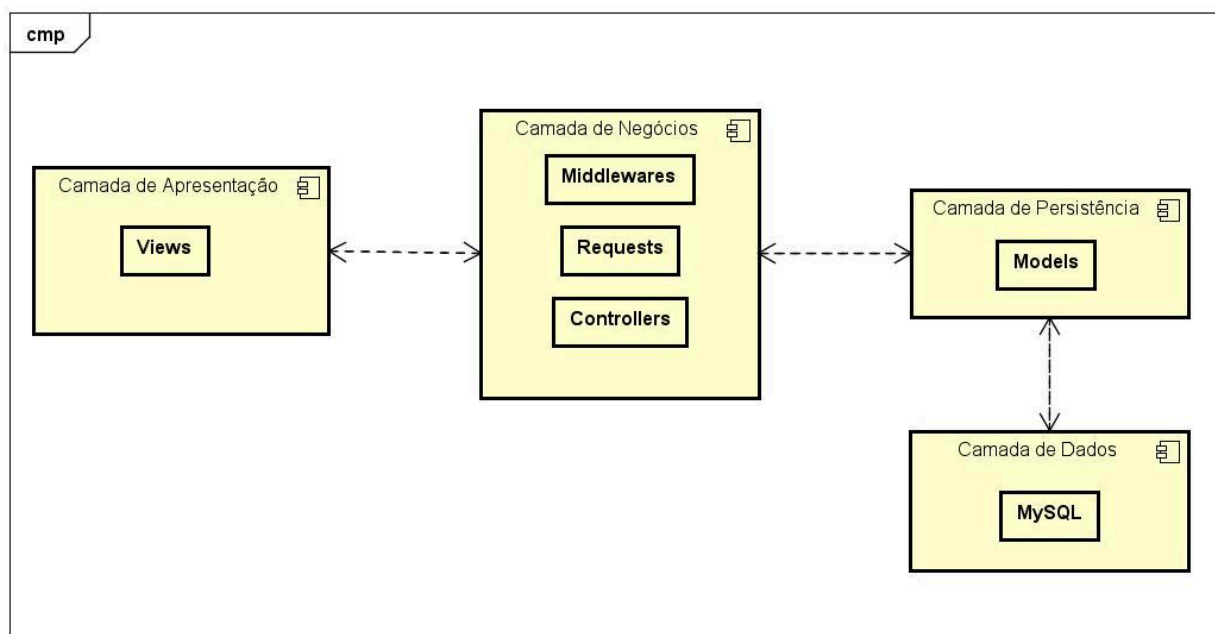 cmp
Camada de Apresentação
Views
Camada de Negócios
Middlewares
Requests
Controllers
Camada de Persistência
Models
Camada de Dados
MySQL